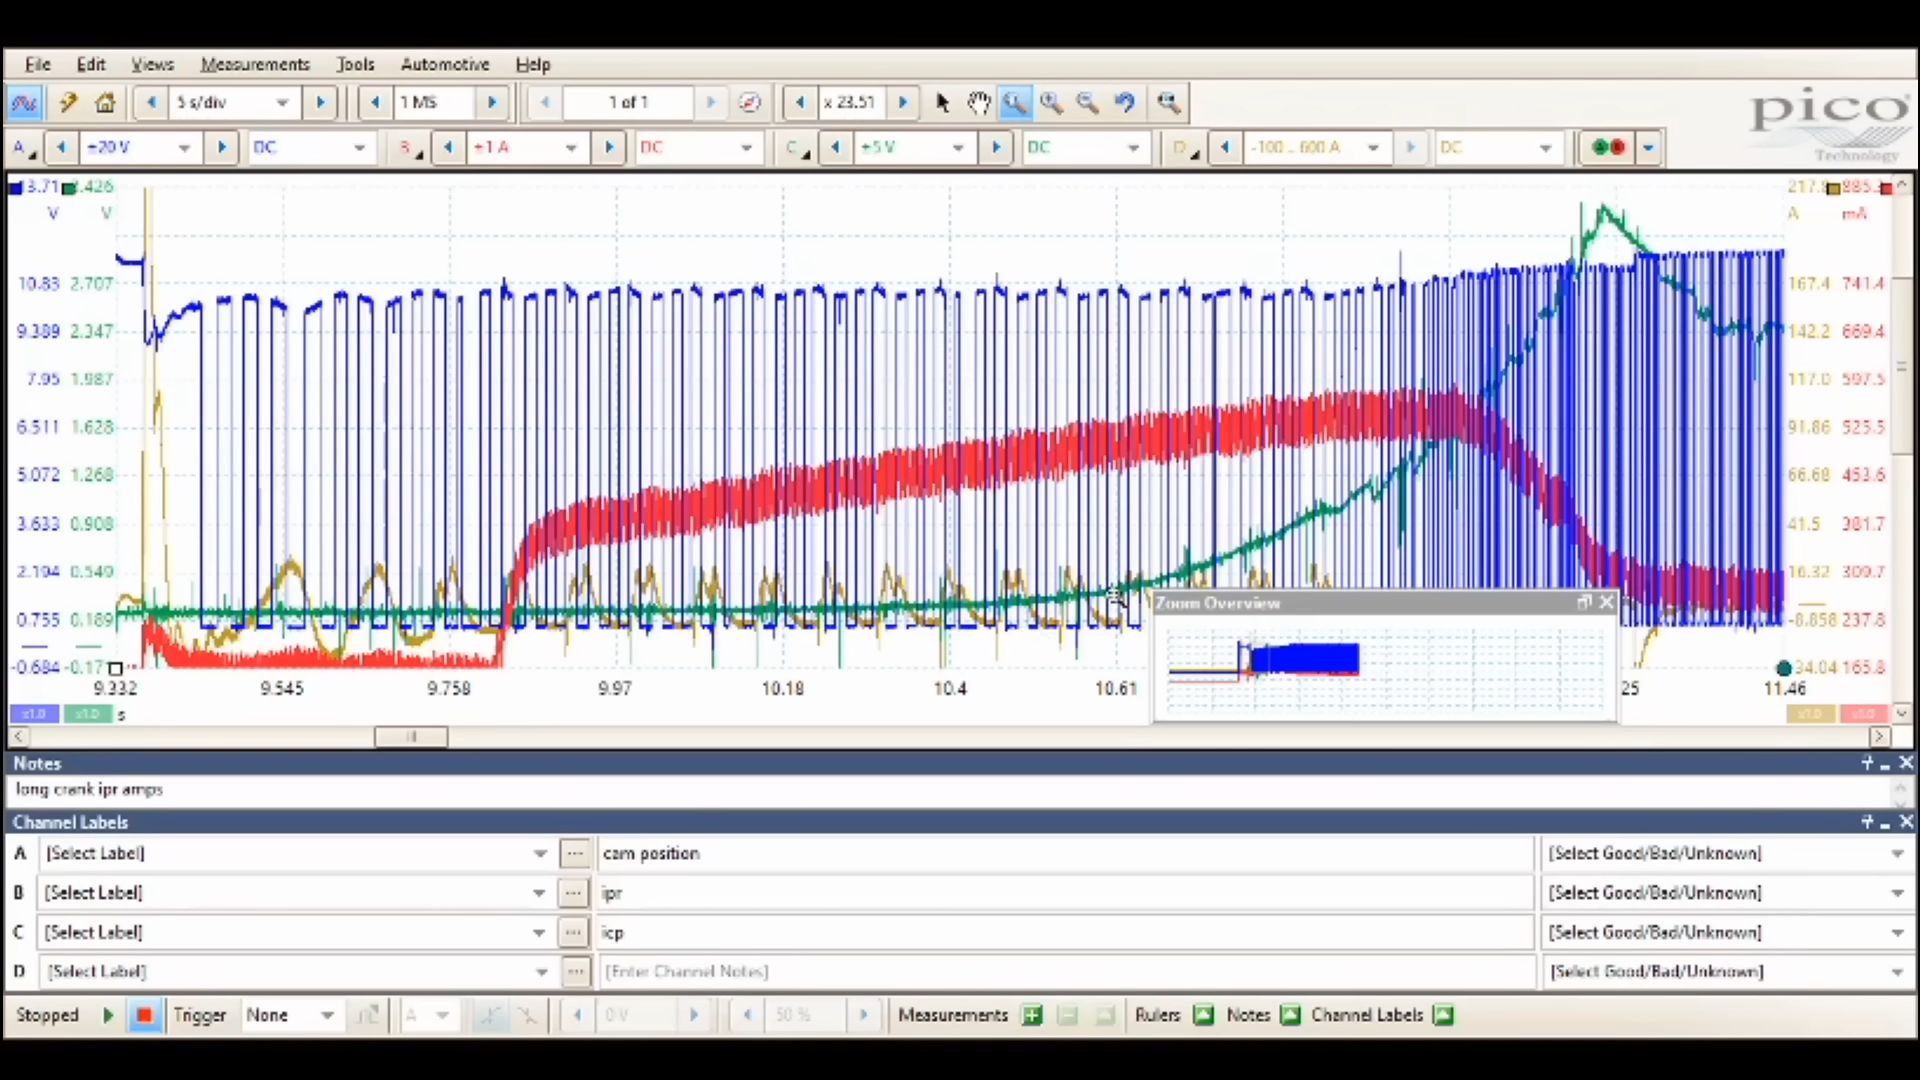 File Edit Views Measurements Tools Automotive Help
5 s/div 1 MS 1 of 1 x 23.51
pico
Technology
A ±20 V DC B ±1 A DC C ±5 V DC D -100 .. 600 A DC
13.71 3.426 217.8 885.2
V V A mA
10.83 2.707 167.4 741.4
9.389 2.347 142.2 669.4
7.95 1.987 117.0 597.5
6.511 1.628 91.86 525.5
5.072 1.268 66.68 453.6
3.633 0.908 41.5 381.7
2.194 0.549 16.32 309.7
Zoom Overview
0.755 0.189 -8.858 237.8
-0.684 -0.17 34.04 165.8
9.332 9.545 9.758 9.97 10.18 10.4 10.61 25 11.46
x1.0 x1.0 s x1.0 x1.0
Notes
long crank ipr amps
Channel Labels
A [Select Label] ... cam position [Select Good/Bad/Unknown]
B [Select Label] ... ipr [Select Good/Bad/Unknown]
C [Select Label] ... icp [Select Good/Bad/Unknown]
D [Select Label] ... [Enter Channel Notes] [Select Good/Bad/Unknown]
Stopped Trigger None A 0 V 50 % Measurements Rulers Notes Channel Labels